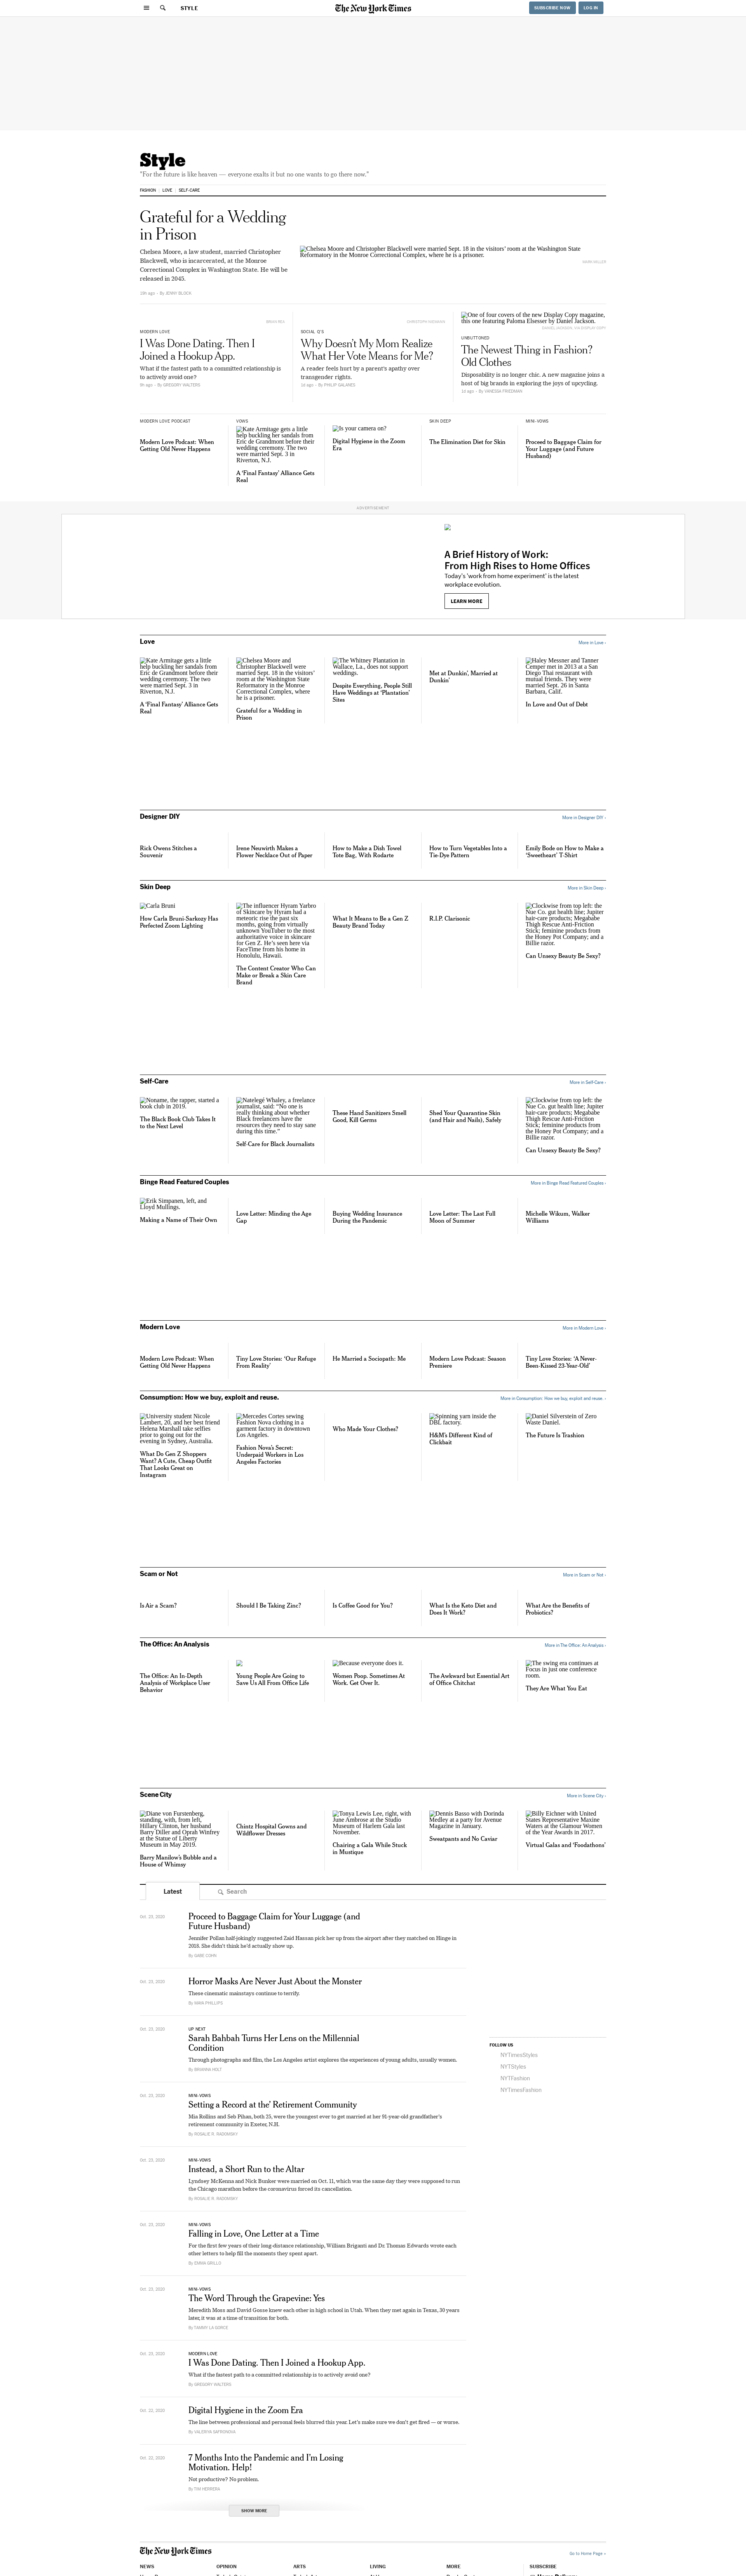 STYLE
The New York Times
SUBSCRIBE NOW
LOG IN
Style
"For the future is like heaven — everyone exalts it but no one wants to go there now."
FASHION
LOVE
SELF-CARE
Grateful for a Wedding
in Prison
Chelsea Moore, a law student, married Christopher
Blackwell, who is incarcerated, at the Monroe
Correctional Complex in Washington State. He will be
released in 2045.
By JENNY BLOCK
Chelsea Moore and Christopher Blackwell were married Sept. 18 in the visitors' room at the Washington State
Reformatory in the Monroe Correctional Complex, where he is a prisoner.
MODERN LOVE
I Was Done Dating. Then I
Joined a Hookup App.
What if the fastest path to a committed relationship is
to actively avoid one?
9h ago – By GREGORY WALTERS
SOCIAL Q'S
Why Doesn't My Mom Realize
What Her Vote Means for Me?
A reader feels hurt by a parent's apathy over
transgender rights.
1d ago – By PHILIP GALANES
One of four covers of the new Display Copy magazine,
this one featuring Paloma Elsesser by Daniel Jackson.
DANIEL JACKSON, VIA DISPLAY COPY
UNBUTTONED
The Newest Thing in Fashion?
Old Clothes
Disposability is no longer chic. A new magazine joins a
host of big brands in exploring the joys of upcycling.
1d ago – By VANESSA FRIEDMAN
MODERN LOVE PODCAST
Modern Love Podcast: When
Getting Old Never Happens
VOWS
Kate Armitage gets a little
help buckling her sandals from
Eric de Grandmont before their
wedding ceremony. The two
were married Sept. 3 in
Riverton, N.J.
A 'Final Fantasy' Alliance Gets
Real
Is your camera on?
Digital Hygiene in the Zoom
Era
SKIN DEEP
The Elimination Diet for Skin
MINI-VOWS
Proceed to Baggage Claim for
Your Luggage (and Future
Husband)
ADVERTISEMENT
A Brief History of Work:
From High Rises to Home Offices
Today's 'work from home experiment' is the latest
workplace evolution.
LEARN MORE
Love
More in Love ›
Kate Armitage gets a little
help buckling her sandals from
Eric de Grandmont before their
wedding ceremony. The two
were married Sept. 3 in
Riverton, N.J.
A 'Final Fantasy' Alliance Gets
Real
Chelsea Moore and
Christopher Blackwell were
married Sept. 18 in the visitors'
room at the Washington State
Reformatory in the Monroe
Correctional Complex, where
he is a prisoner.
Grateful for a Wedding in
Prison
The Whitney Plantation in
Wallace, La., does not support
weddings.
Despite Everything, People Still
Have Weddings at 'Plantation'
Sites
Met at Dunkin', Married at
Dunkin'
Haley Messner and Tanner
Cemper met in 2013 at a San
Diego Thai restaurant with
mutual friends. They were
married Sept. 26 in Santa
Barbara, Calif.
In Love and Out of Debt
Designer DIY
More in Designer DIY ›
Rick Owens Stitches a
Souvenir
Irene Neuwirth Makes a
Flower Necklace Out of Paper
How to Make a Dish Towel
Tote Bag, With Rodarte
How to Turn Vegetables Into a
Tie-Dye Pattern
Emily Bode on How to Make a
'Sweetheart' T-Shirt
Skin Deep
More in Skin Deep ›
Carla Bruni
How Carla Bruni-Sarkozy Has
Perfected Zoom Lighting
The influencer Hyram Yarbro
of Skincare by Hyram had a
meteoric rise the past six
months, going from virtually
unknown YouTuber to the most
authoritative voice in skincare
for Gen Z. He's seen here via
FaceTime from his home in
Honolulu, Hawaii.
The Content Creator Who Can
Make or Break a Skin Care
Brand
What It Means to Be a Gen Z
Beauty Brand Today
R.I.P. Clarisonic
Clockwise from top left: the
Nue Co. gut health line; Jupiter
hair-care products; Megababe
Thigh Rescue Anti-Friction
Stick; feminine products from
the Honey Pot Company; and a
Billie razor.
Can Unsexy Beauty Be Sexy?
Self-Care
More in Self-Care ›
Noname, the rapper, started a
book club in 2019.
The Black Book Club Takes It
to the Next Level
Natelegé Whaley, a freelance
journalist, said: "No one is
really thinking about whether
Black freelancers have the
resources they need to stay sane
during this time."
Self-Care for Black Journalists
These Hand Sanitizers Smell
Good, Kill Germs
Shed Your Quarantine Skin
(and Hair and Nails), Safely
Clockwise from top left: the
Nue Co. gut health line; Jupiter
hair-care products; Megababe
Thigh Rescue Anti-Friction
Stick; feminine products from
the Honey Pot Company; and a
Billie razor.
Can Unsexy Beauty Be Sexy?
Binge Read Featured Couples
More in Binge Read Featured Couples ›
Erik Simpanen, left, and
Lloyd Mullings.
Making a Name of Their Own
Love Letter: Minding the Age
Gap
Buying Wedding Insurance
During the Pandemic
Love Letter: The Last Full
Moon of Summer
Michelle Wikum, Walker
Williams
Modern Love
More in Modern Love ›
Modern Love Podcast: When
Getting Old Never Happens
Tiny Love Stories: 'Our Refuge
From Reality'
He Married a Sociopath: Me
Modern Love Podcast: Season
Premiere
Tiny Love Stories: 'A Never-
Been-Kissed 23-Year-Old'
Consumption: How we buy, exploit and reuse.
More in Consumption: How we buy, exploit and reuse. ›
University student Nicole
Lambert, 20, and her best friend
Helena Marshall take selfies
prior to going out for the
evening in Sydney, Australia.
What Do Gen Z Shoppers
Want? A Cute, Cheap Outfit
That Looks Great on
Instagram
Mercedes Cortes sewing
Fashion Nova clothing in a
garment factory in downtown
Los Angeles.
Fashion Nova's Secret:
Underpaid Workers in Los
Angeles Factories
Who Made Your Clothes?
Spinning yarn inside the
DBL factory.
H&M's Different Kind of
Clickbait
Daniel Silverstein of Zero
Waste Daniel.
The Future Is Trashion
Scam or Not
More in Scam or Not ›
Is Air a Scam?
Should I Be Taking Zinc?
Is Coffee Good for You?
What Is the Keto Diet and
Does It Work?
What Are the Benefits of
Probiotics?
The Office: An Analysis
More in The Office: An Analysis ›
The Office: An In-Depth
Analysis of Workplace User
Behavior
Young People Are Going to
Save Us All From Office Life
Because everyone does it.
Women Poop. Sometimes At
Work. Get Over It.
The Awkward but Essential Art
of Office Chitchat
The swing era continues at
Focus in just one conference
room.
They Are What You Eat
Scene City
More in Scene City ›
Diane von Furstenberg,
standing, with, from left,
Hillary Clinton, her husband
Barry Diller and Oprah Winfrey
at the Statue of Liberty
Museum in May 2019.
Barry Manilow's Bubble and a
House of Whimsy
Chintz Hospital Gowns and
Wildflower Dresses
Tonya Lewis Lee, right, with
June Ambrose at the Studio
Museum of Harlem Gala last
November.
Chairing a Gala While Stuck
in Mustique
Dennis Basso with Dorinda
Medley at a party for Avenue
Magazine in January.
Sweatpants and No Caviar
Billy Eichner with United
States Representative Maxine
Waters at the Glamour Women
of the Year Awards in 2017.
Virtual Galas and 'Foodathons'
Latest
Search
Oct. 23, 2020
Proceed to Baggage Claim for Your Luggage (and
Future Husband)
Jennifer Pollan half-jokingly suggested Zaid Hassan pick her up from the airport after they matched on Hinge in
2018. She didn't think he'd actually show up.
By GABE COHN
Oct. 23, 2020
Horror Masks Are Never Just About the Monster
These cinematic mainstays continue to terrify.
By MAYA PHILLIPS
Oct. 23, 2020
UP NEXT
Sarah Bahbah Turns Her Lens on the Millennial
Condition
Through photographs and film, the Los Angeles artist explores the experiences of young adults, usually women.
By BRIANNA HOLT
FOLLOW US
NYTimesStyles
NYTStyles
NYTFashion
NYTimesFashion
Oct. 23, 2020
MINI-VOWS
Setting a Record at the' Retirement Community
Mia Rollins and Seb Pihan, both 25, were the youngest ever to get married at her 91-year-old grandfather's
retirement community in Exeter, N.H.
By ROSALIE R. RADOMSKY
Oct. 23, 2020
MINI-VOWS
Instead, a Short Run to the Altar
Lyndsey McKenna and Nick Bunker were married on Oct. 11, which was the same day they were supposed to run
the Chicago marathon before the coronavirus forced its cancellation.
By ROSALIE R. RADOMSKY
Oct. 23, 2020
MINI-VOWS
Falling in Love, One Letter at a Time
For the first few years of their long-distance relationship, William Briganti and Dr. Thomas Edwards wrote each
other letters to help fill the moments they spent apart.
By EMMA GRILLO
Oct. 23, 2020
MINI-VOWS
The Word Through the Grapevine: Yes
Meredith Moss and David Gosse knew each other in high school in Utah. When they met again in Texas, 30 years
later, it was at a time of transition for both.
By TAMMY LA GORCE
Oct. 23, 2020
MODERN LOVE
I Was Done Dating. Then I Joined a Hookup App.
What if the fastest path to a committed relationship is to actively avoid one?
By GREGORY WALTERS
Oct. 22, 2020
Digital Hygiene in the Zoom Era
The line between professional and personal feels blurred this year. Let's make sure we don't get fired — or worse.
By VALERIYA SAFRONOVA
Oct. 22, 2020
7 Months Into the Pandemic and I'm Losing
Motivation. Help!
Not productive? No problem.
By TIM HERRERA
SHOW MORE
The New York Times
Go to Home Page »
NEWS
OPINION
ARTS
LIVING
MORE
SUBSCRIBE